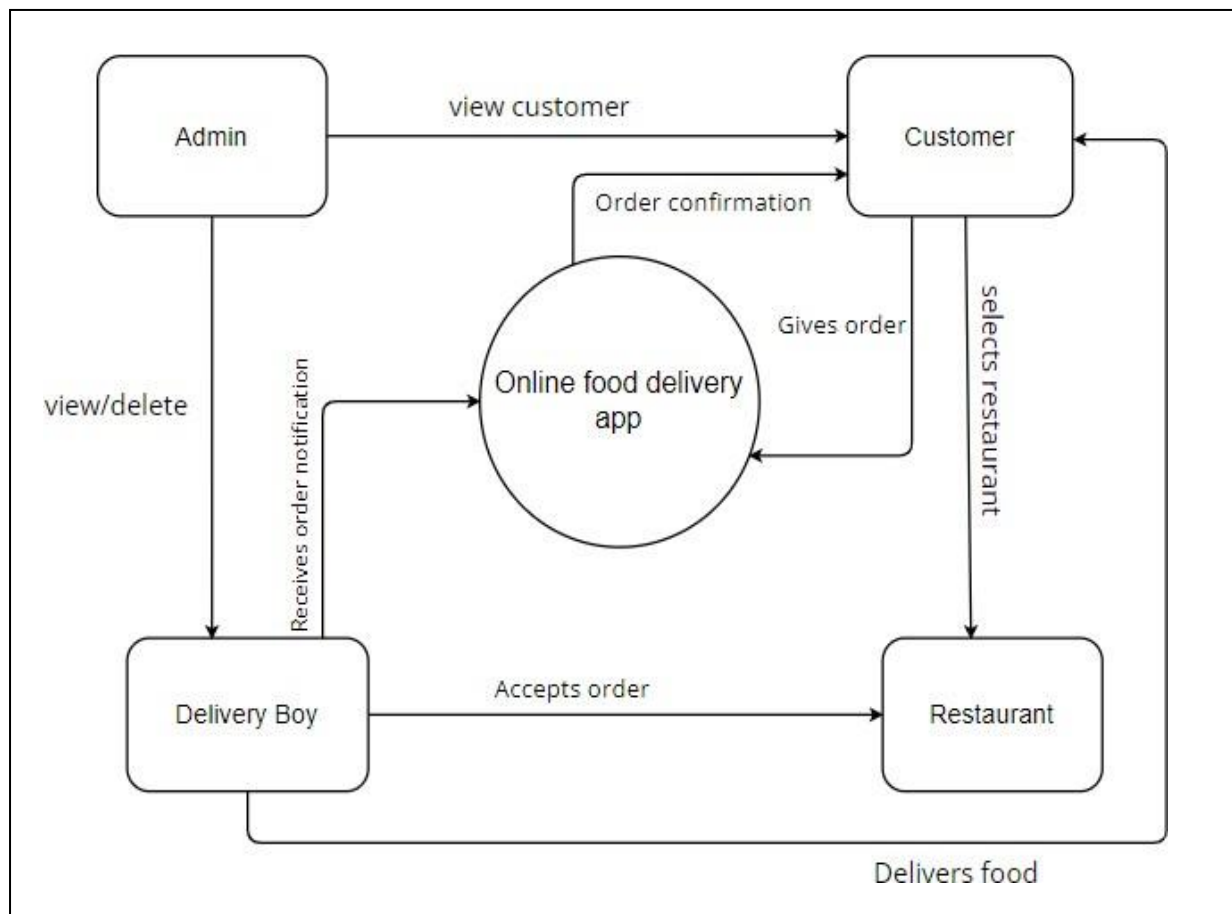 view customer
Admin
Customer
Order confirmation
Gives order
selects restaurant
Online food delivery
app
view/delete
Receives order notification
Accepts order
Delivery Boy
Restaurant
Delivers food